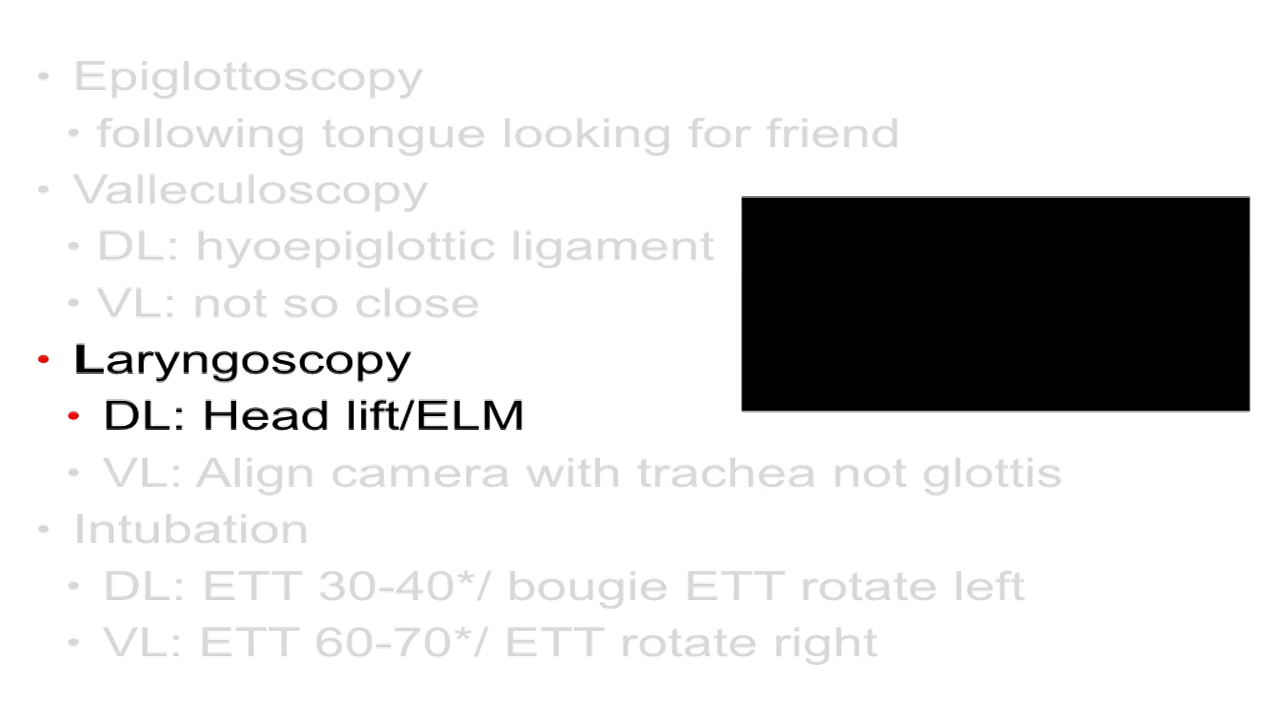 • Epiglottoscopy
• following tongue looking for friend
• Valleculoscopy
• DL: hyoepiglottic ligament
• VL: not so close
• Laryngoscopy
• DL: Head lift/ELM
• VL: Align camera with trachea not glottis
• Intubation
• DL: ETT 30-40*/ bougie ETT rotate left
• VL: ETT 60-70*/ ETT rotate right